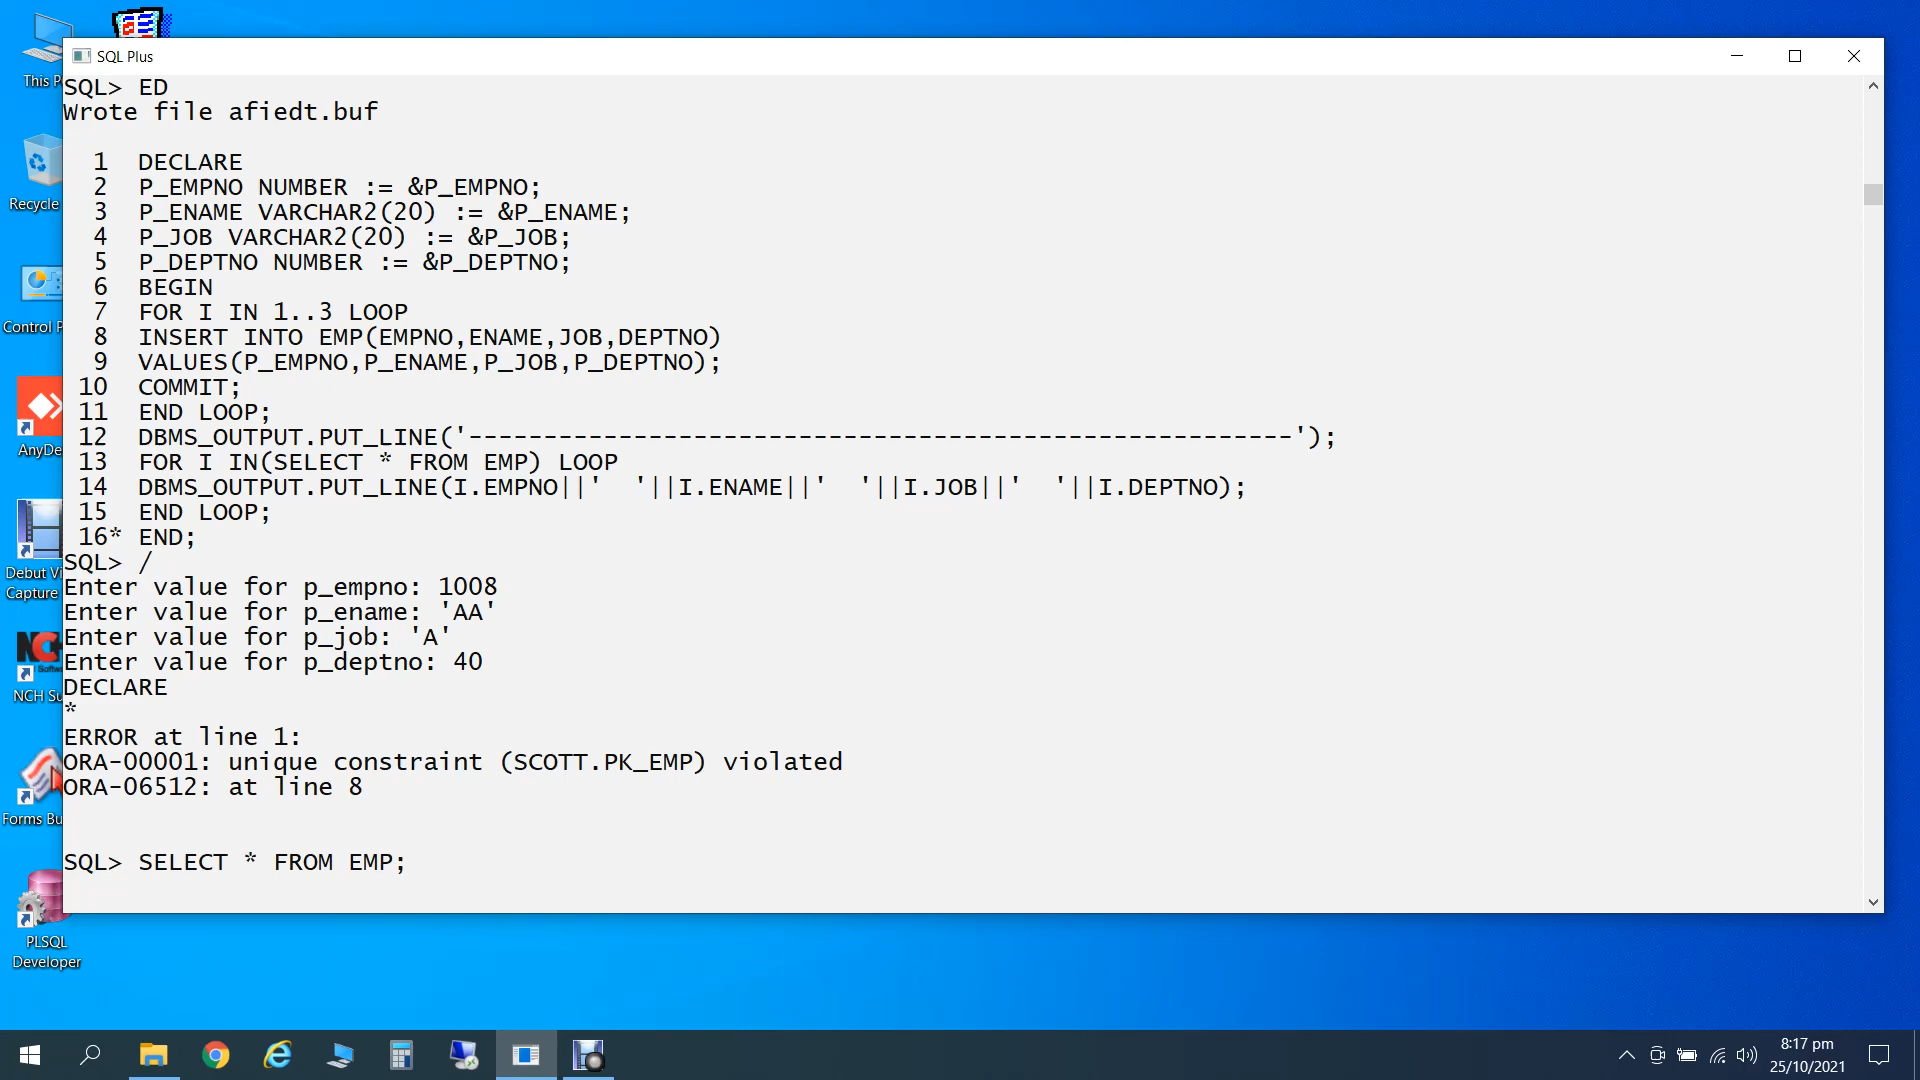 SQL Plus
SQL> ED
Wrote file afiedt.buf
1 DECLARE
2 P_EMPNO NUMBER := &P_EMPNO;
3 P_ENAME VARCHAR2(20) := &P_ENAME;
4 P_JOB VARCHAR2(20) := &P_JOB;
5 P_DEPTNO NUMBER := &P_DEPTNO;
6 BEGIN
7 FOR I IN 1..3 LOOP
8 INSERT INTO EMP(EMPNO,ENAME,JOB,DEPTNO)
9 VALUES(P_EMPNO,P_ENAME,P_JOB,P_DEPTNO);
10 COMMIT;
11 END LOOP;
12 DBMS_OUTPUT.PUT_LINE('-------------------------------------------------------');
13 FOR I IN(SELECT * FROM EMP) LOOP
14 DBMS_OUTPUT.PUT_LINE(I.EMPNO||'  '||I.ENAME||'  '||I.JOB||'  '||I.DEPTNO);
15 END LOOP;
16* END;
SQL> /
Enter value for p_empno: 1008
Enter value for p_ename: 'AA'
Enter value for p_job: 'A'
Enter value for p_deptno: 40
DECLARE
*
ERROR at line 1:
ORA-00001: unique constraint (SCOTT.PK_EMP) violated
ORA-06512: at line 8
SQL> SELECT * FROM EMP;
This P
Recycle
Control P
AnyDe
Debut Vi
Capture
NCH Su
Forms Bu
PLSQL
Developer
8:17 pm
25/10/2021